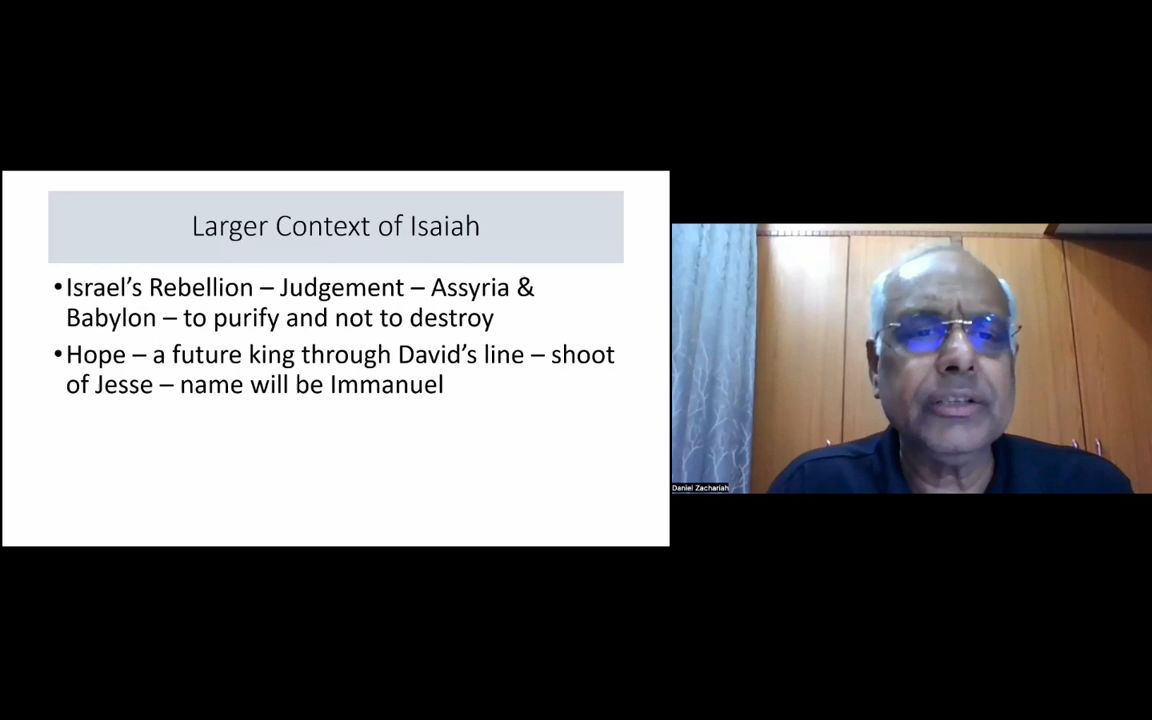 Larger Context of Isaiah
•Israel’s Rebellion – Judgement – Assyria &
Babylon – to purify and not to destroy
•Hope – a future king through David’s line – shoot
of Jesse – name will be Immanuel
Daniel Zachariah